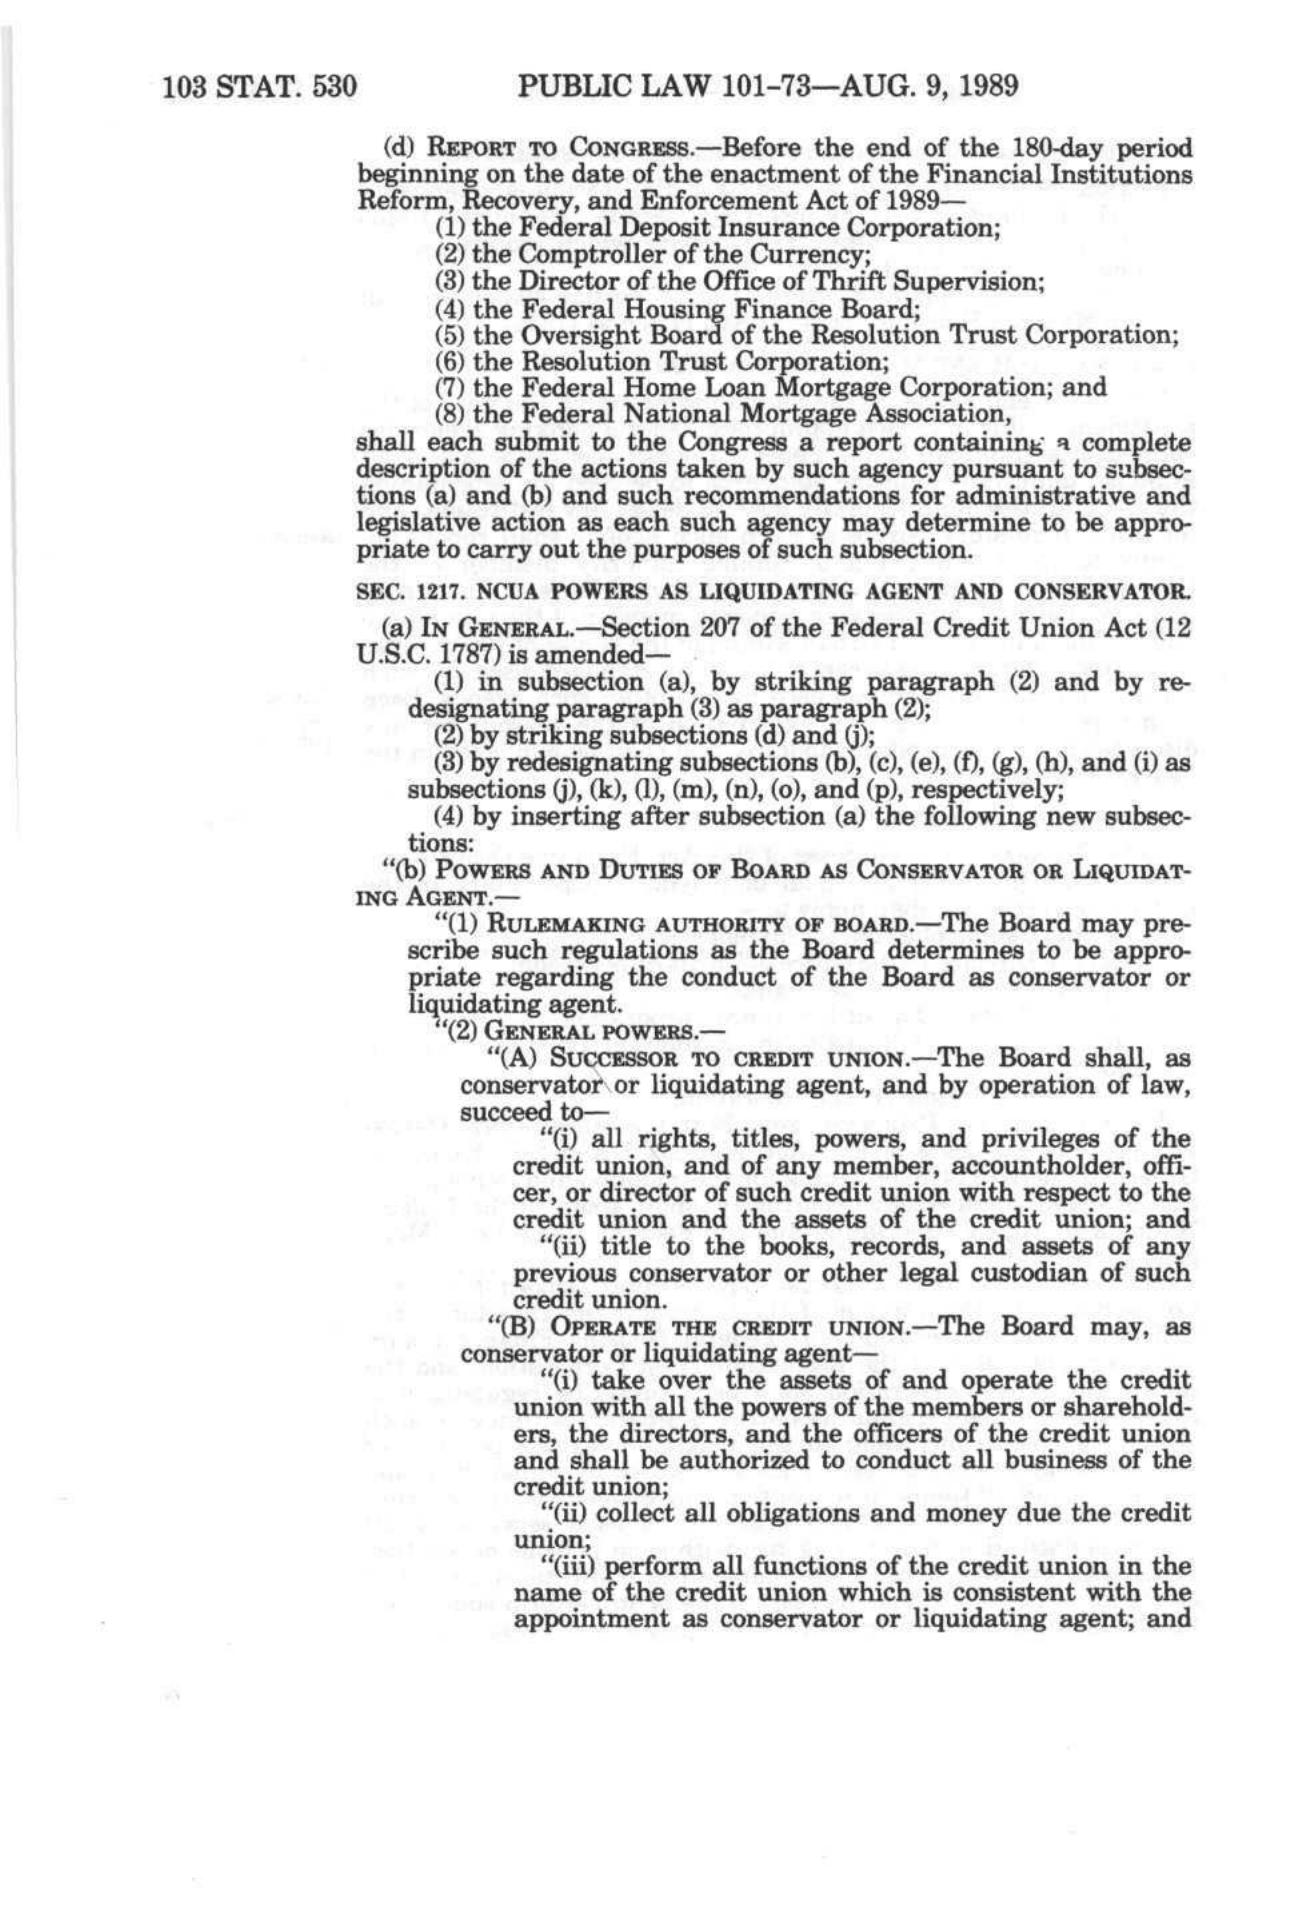 103 STAT. 530 PUBLIC LAW 101-73—AUG. 9, 1989
(d) REPORT TO CONGRESS.—Before the end of the 180-day period
beginning on the date of the enactment of the Financial Institutions
Reform, Recovery, and Enforcement Act of 1989—
(1) the Federal Deposit Insurance Corporation;
(2) the Comptroller of the Currency;
(3) the Director of the Office of Thrift Supervision;
(4) the Federal Housing Finance Board;
(5) the Oversight Board of the Resolution Trust Corporation;
(6) the Resolution Trust Corporation;
(7) the Federal Home Loan Mortgage Corporation; and
(8) the Federal National Mortgage Association,
shall each submit to the Congress a report containing a complete
description of the actions taken by such agency pursuant to subsec-
tions (a) and (b) and such recommendations for administrative and
legislative action as each such agency may determine to be appro-
priate to carry out the purposes of such subsection.
SEC. 1217. NCUA POWERS AS LIQUIDATING AGENT AND CONSERVATOR.
(a) IN GENERAL.—Section 207 of the Federal Credit Union Act (12
U.S.C. 1787) is amended—
(1) in subsection (a), by striking paragraph (2) and by re-
designating paragraph (3) as paragraph (2);
(2) by striking subsections (d) and (j);
(3) by redesignating subsections (b), (c), (e), (f), (g), (h), and (i) as
subsections (j), (k), (l), (m), (n), (o), and (p), respectively;
(4) by inserting after subsection (a) the following new subsec-
tions:
"(b) POWERS AND DUTIES OF BOARD AS CONSERVATOR OR LIQUIDAT-
ING AGENT.—
"(1) RULEMAKING AUTHORITY OF BOARD.—The Board may pre-
scribe such regulations as the Board determines to be appro-
priate regarding the conduct of the Board as conservator or
liquidating agent.
"(2) GENERAL POWERS.—
"(A) SUCCESSOR TO CREDIT UNION.—The Board shall, as
conservator or liquidating agent, and by operation of law,
succeed to—
"(i) all rights, titles, powers, and privileges of the
credit union, and of any member, accountholder, offi-
cer, or director of such credit union with respect to the
credit union and the assets of the credit union; and
"(ii) title to the books, records, and assets of any
previous conservator or other legal custodian of such
credit union.
"(B) OPERATE THE CREDIT UNION.—The Board may, as
conservator or liquidating agent—
"(i) take over the assets of and operate the credit
union with all the powers of the members or sharehold-
ers, the directors, and the officers of the credit union
and shall be authorized to conduct all business of the
credit union;
"(ii) collect all obligations and money due the credit
union;
"(iii) perform all functions of the credit union in the
name of the credit union which is consistent with the
appointment as conservator or liquidating agent; and